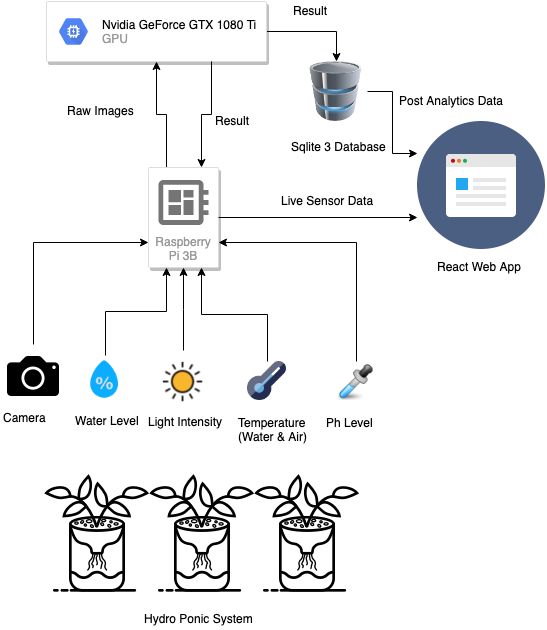 Result
Nvidia GeForce GTX 1080 Ti
GPU
Raw Images
Result
Post Analytics Data
Sqlite 3 Database
Live Sensor Data
Raspberry
Pi 3B
React Web App
%
Camera
Water Level
Light Intensity
Temperature
(Water & Air)
Ph Level
Hydro Ponic System